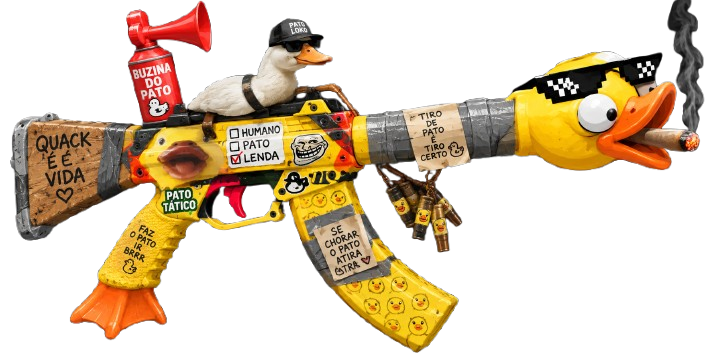 PATO
LOKO
BUZINA
DO
PATO
QUACK
É É
VIDA
HUMANO
PATO
LENDA
TIRO
DE
PATO
É
TIRO
CERTO
PATO
TÁTICO
FAZ
O PATO
IR
BRRR
SE
CHORAR
O PATO
ATIRA